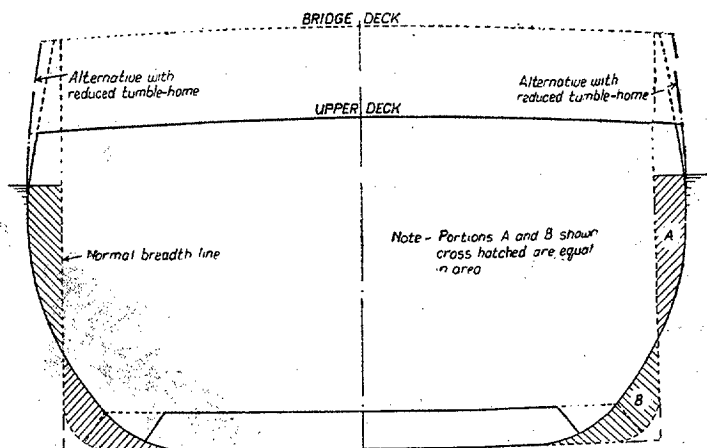 BRIDGE DECK
Alternative with
reduced tumble-home
Alternative with
reduced tumble-home
UPPER DECK
Normal breadth line
Note - Portions A and B shown
cross hatched are equal
in area
A
B